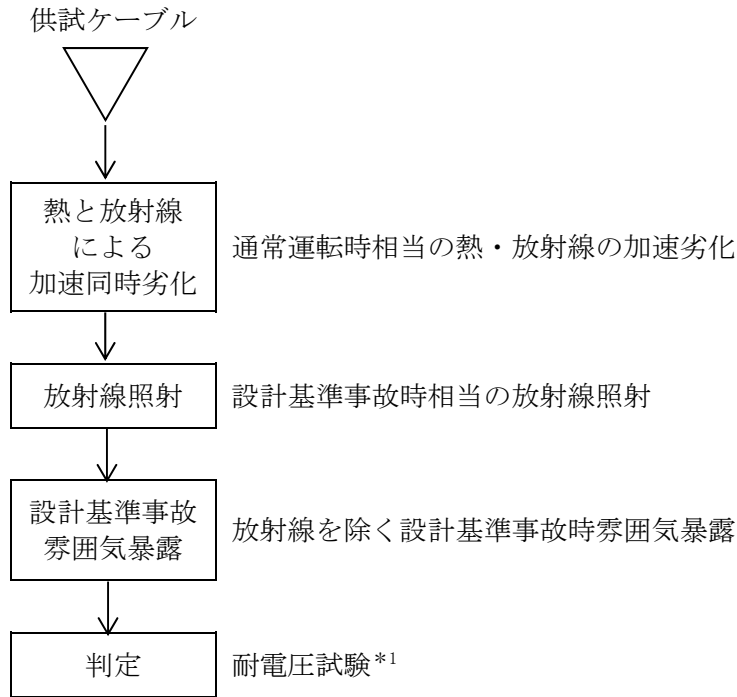 供試ケーブル
熱と放射線
による
加速同時劣化
通常運転時相当の熱・放射線の加速劣化
放射線照射
設計基準事故時相当の放射線照射
設計基準事故
雰囲気暴露
放射線を除く設計基準事故時雰囲気暴露
判定
耐電圧試験*1